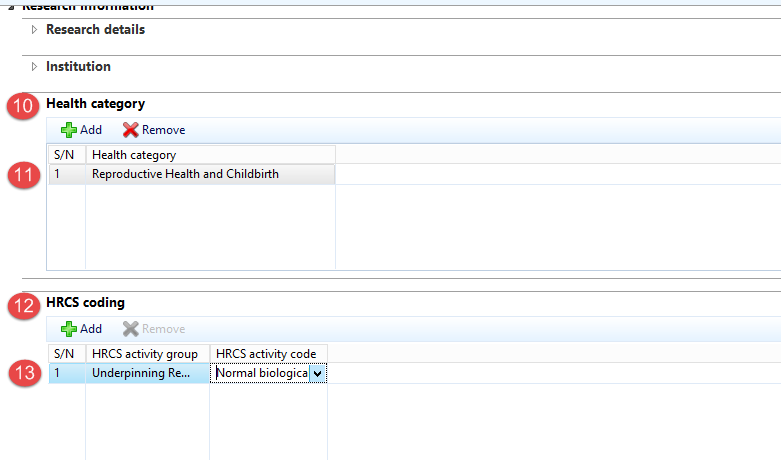 Research information
Research details
Institution
10 Health category
Add Remove
S/N Health category
11 1 Reproductive Health and Childbirth
12 HRCS coding
Add Remove
S/N HRCS activity group HRCS activity code
13 1 Underpinning Re... Normal biologica